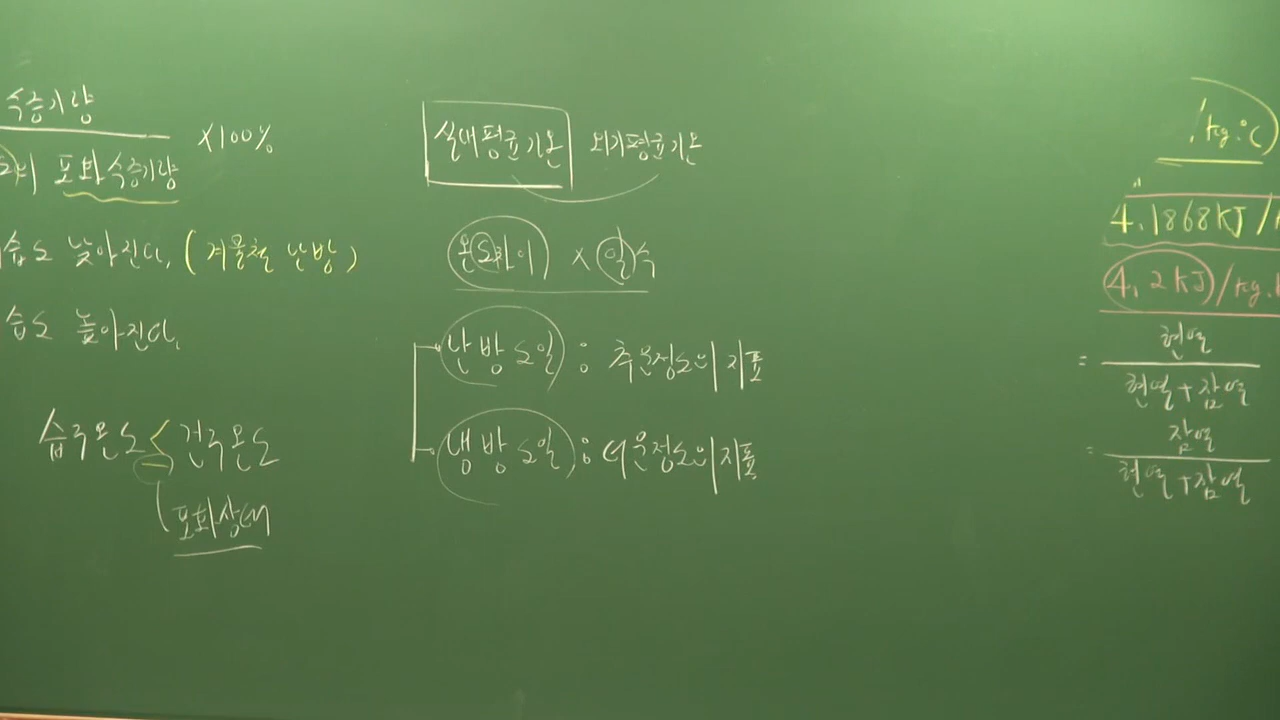 수증기량
포화수증기량
×100%
습도 낮아진다. (겨울철 난방)
습도 높아진다.
습구온도 < 건구온도
포화상태
실내평균기온 외기평균기온
온도차이 × 일수
난방도일 : 추운정도의 지표
냉방도일 : 더운정도의 지표
/kg·℃)
4.1868kJ/
4.2kJ/kg.
= 현열
현열+잠열
= 잠열
현열+잠열